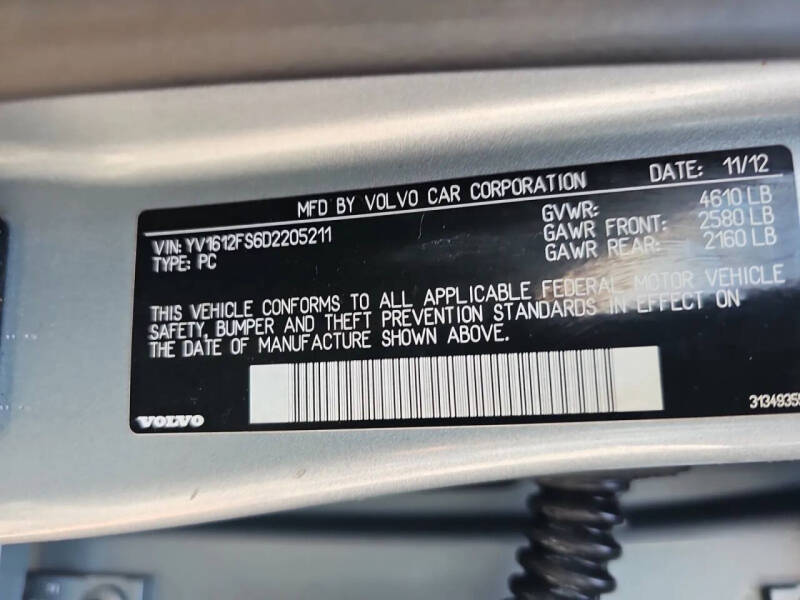 MFD BY VOLVO CAR CORPORATION DATE: 11/12
VIN: YV1612FS6D2205211 GVWR: 4610 LB
TYPE: PC GAWR FRONT: 2580 LB
GAWR REAR: 2160 LB
THIS VEHICLE CONFORMS TO ALL APPLICABLE FEDERAL MOTOR VEHICLE
SAFETY, BUMPER AND THEFT PREVENTION STANDARDS IN EFFECT ON
THE DATE OF MANUFACTURE SHOWN ABOVE.
VOLVO